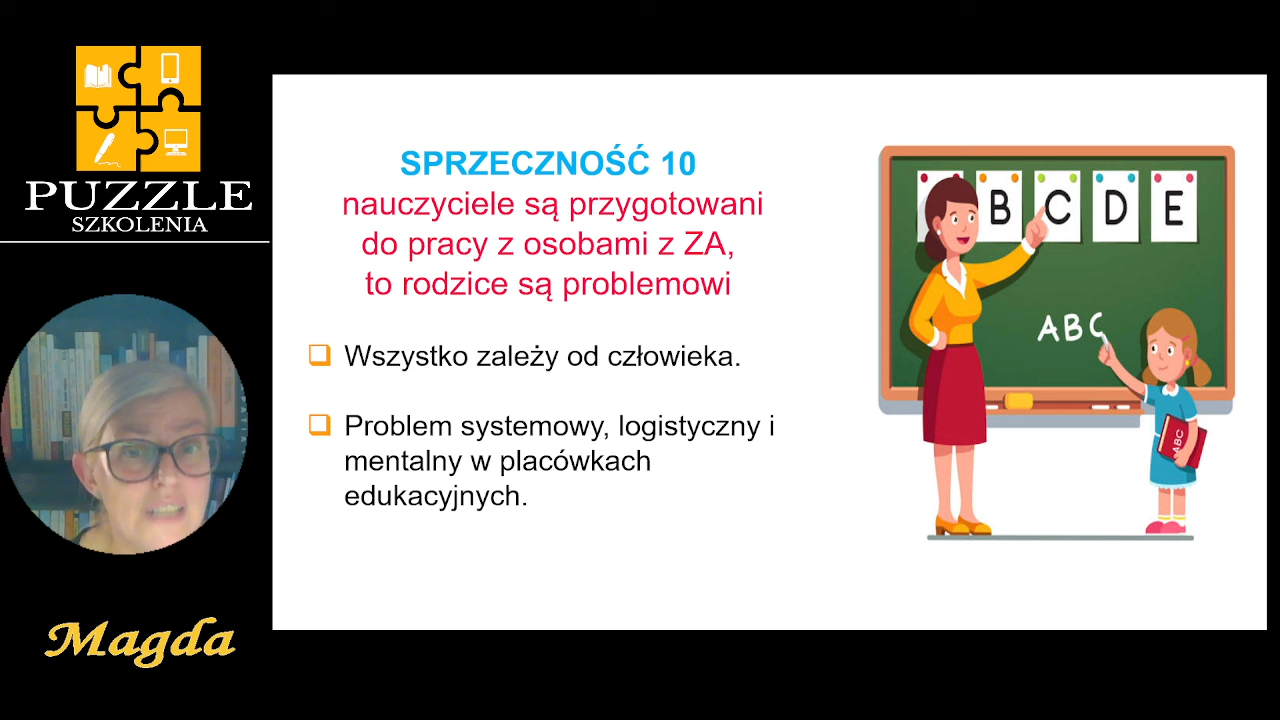 PUZZLE
SZKOLENIA
Magda
SPRZECZNOŚĆ 10
nauczyciele są przygotowani
do pracy z osobami z ZA,
to rodzice są problemowi
Wszystko zależy od człowieka.
Problem systemowy, logistyczny i
mentalny w placówkach
edukacyjnych.
B C D E
ABC
ABC